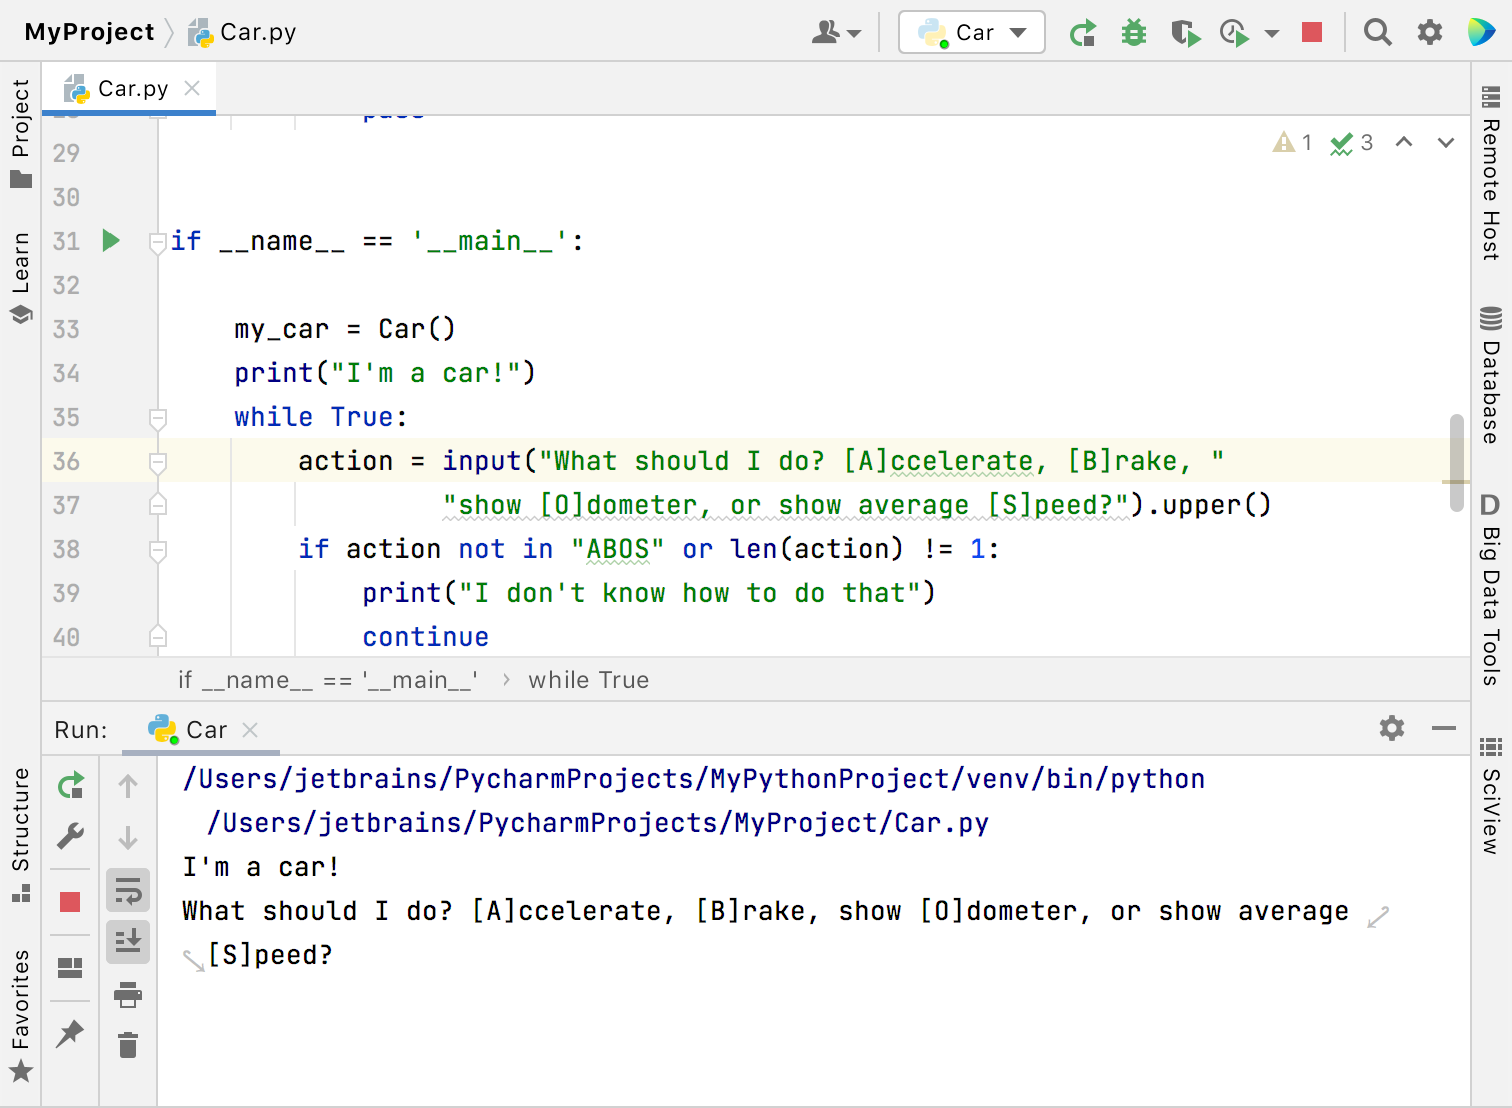 MyProject Car.py
Car
Car.py
Project
Learn
Structure
Favorites
1 3
29
30
31 if __name__ == '__main__':
32
33 my_car = Car()
34 print("I'm a car!")
35 while True:
36 action = input("What should I do? [A]ccelerate, [B]rake, "
37 "show [O]dometer, or show average [S]peed?").upper()
38 if action not in "ABOS" or len(action) != 1:
39 print("I don't know how to do that")
40 continue
if __name__ == '__main__' › while True
Run: Car
/Users/jetbrains/PycharmProjects/MyPythonProject/venv/bin/python
/Users/jetbrains/PycharmProjects/MyProject/Car.py
I'm a car!
What should I do? [A]ccelerate, [B]rake, show [O]dometer, or show average
[S]peed?
Remote Host
Database
D Big Data Tools
SciView